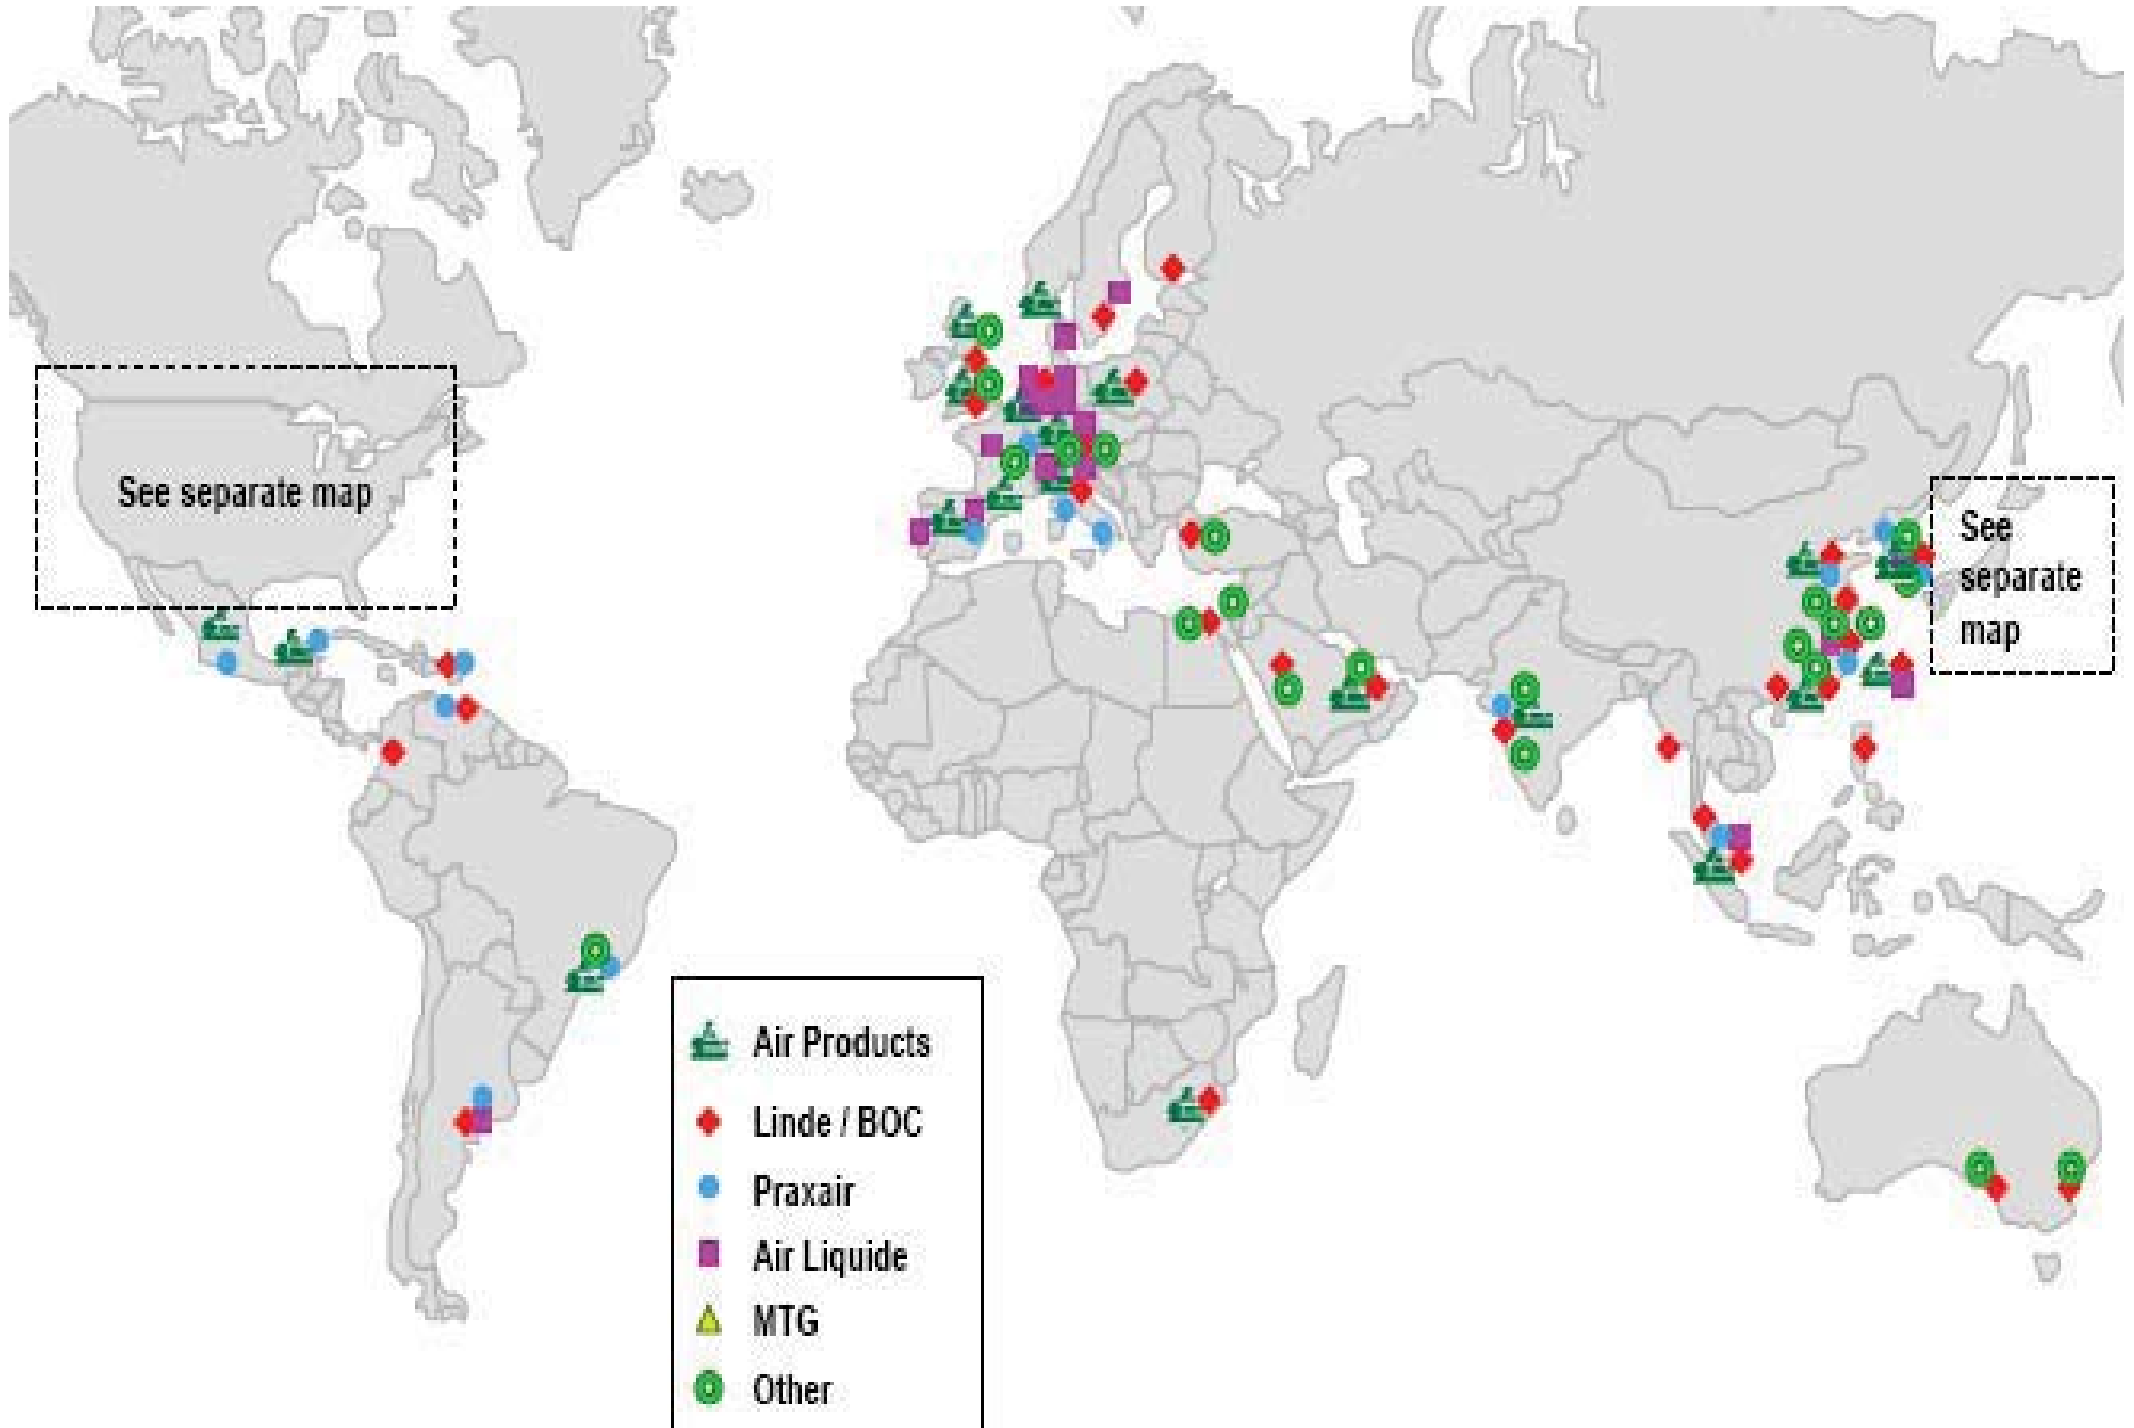 See separate map
See
separate
map
Air Products
Linde / BOC
Praxair
Air Liquide
MTG
Other